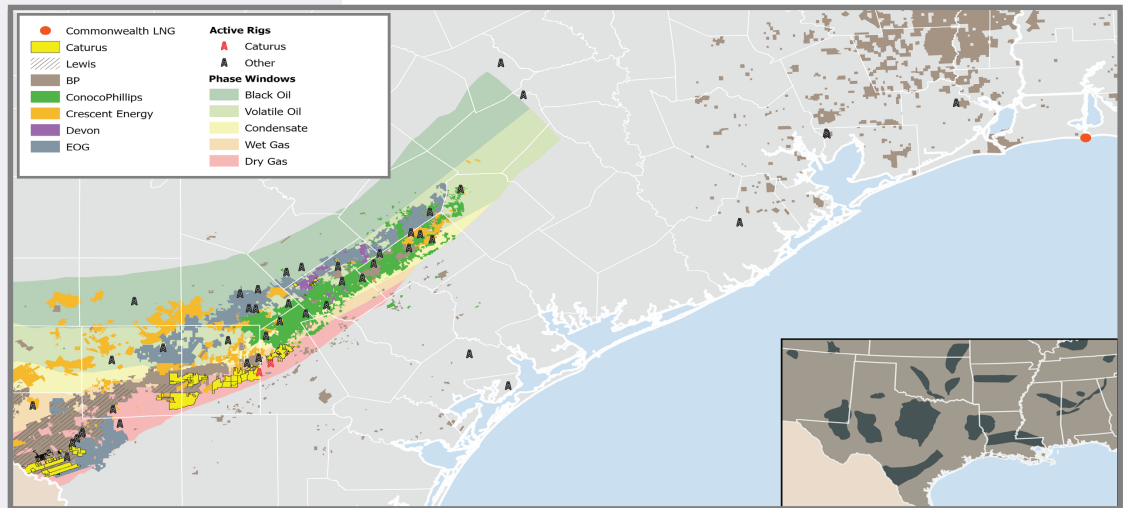 Commonwealth LNG
Caturus
Lewis
BP
ConocoPhillips
Crescent Energy
Devon
EOG
Active Rigs
Caturus
Other
Phase Windows
Black Oil
Volatile Oil
Condensate
Wet Gas
Dry Gas